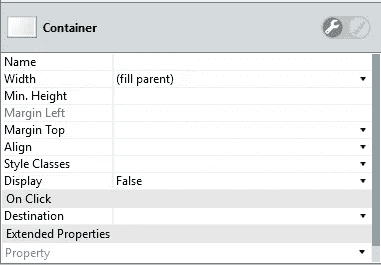 Container
Name
Width (fill parent)
Min. Height
Margin Left
Margin Top
Align
Style Classes
Display False
On Click
Destination
Extended Properties
Property